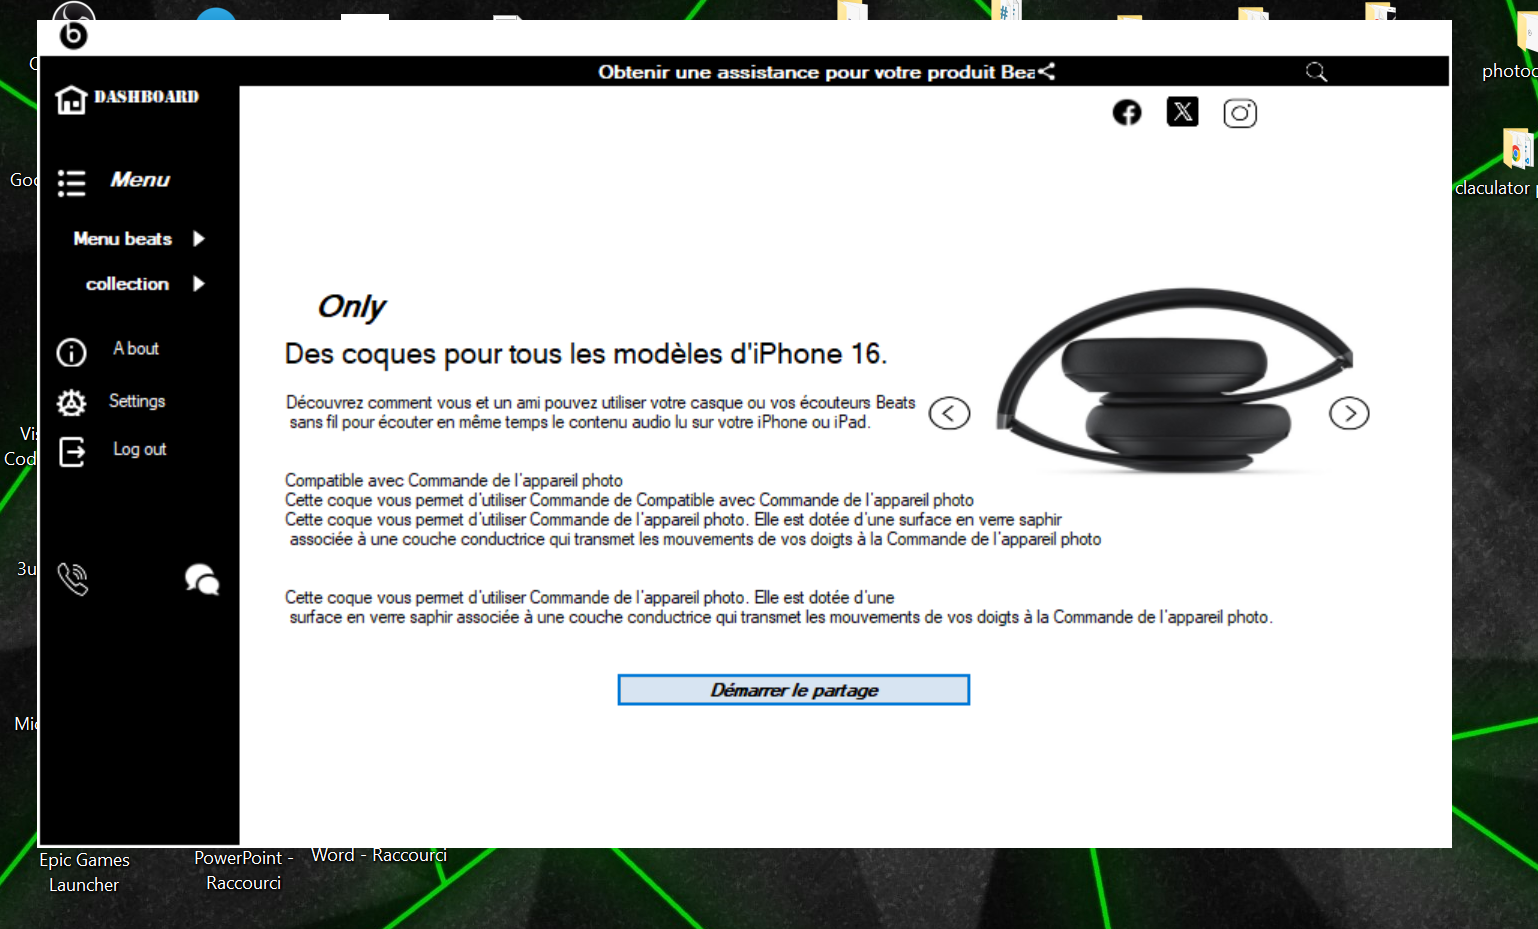 Obtenir une assistance pour votre produit Bea
DASHBOARD
Menu
Menu beats
collection
About
Settings
Log out
Only
Des coques pour tous les modèles d'iPhone 16.
Découvrez comment vous et un ami pouvez utiliser votre casque ou vos écouteurs Beats
sans fil pour écouter en même temps le contenu audio lu sur votre iPhone ou iPad.
Compatible avec Commande de l'appareil photo
Cette coque vous permet d'utiliser Commande de Compatible avec Commande de l'appareil photo
Cette coque vous permet d'utiliser Commande de l'appareil photo. Elle est dotée d'une surface en verre saphir
associée à une couche conductrice qui transmet les mouvements de vos doigts à la Commande de l'appareil photo
Cette coque vous permet d'utiliser Commande de l'appareil photo. Elle est dotée d'une
surface en verre saphir associée à une couche conductrice qui transmet les mouvements de vos doigts à la Commande de l'appareil photo.
Démarrer le partage
photoc
claculator
Goo
Vis
Cod
3u
Mic
Epic Games
Launcher
PowerPoint -
Raccourci
Word - Raccourci